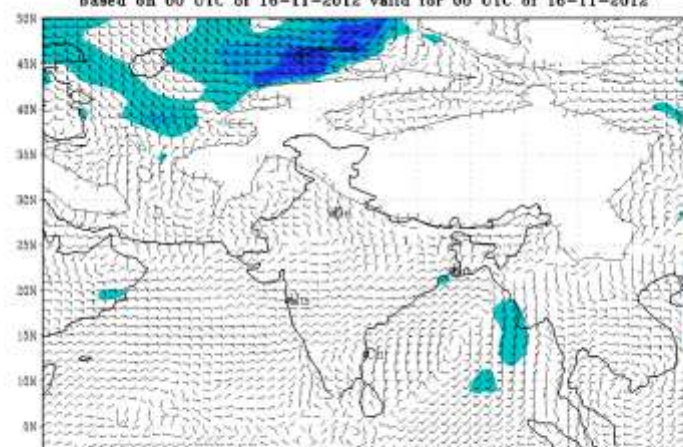 based on 00 UTC of 16-11-2012 valid for 00 UTC of 16-11-2012
50N
45N
40N
35N
30N
25N
20N
15N
10N
5N